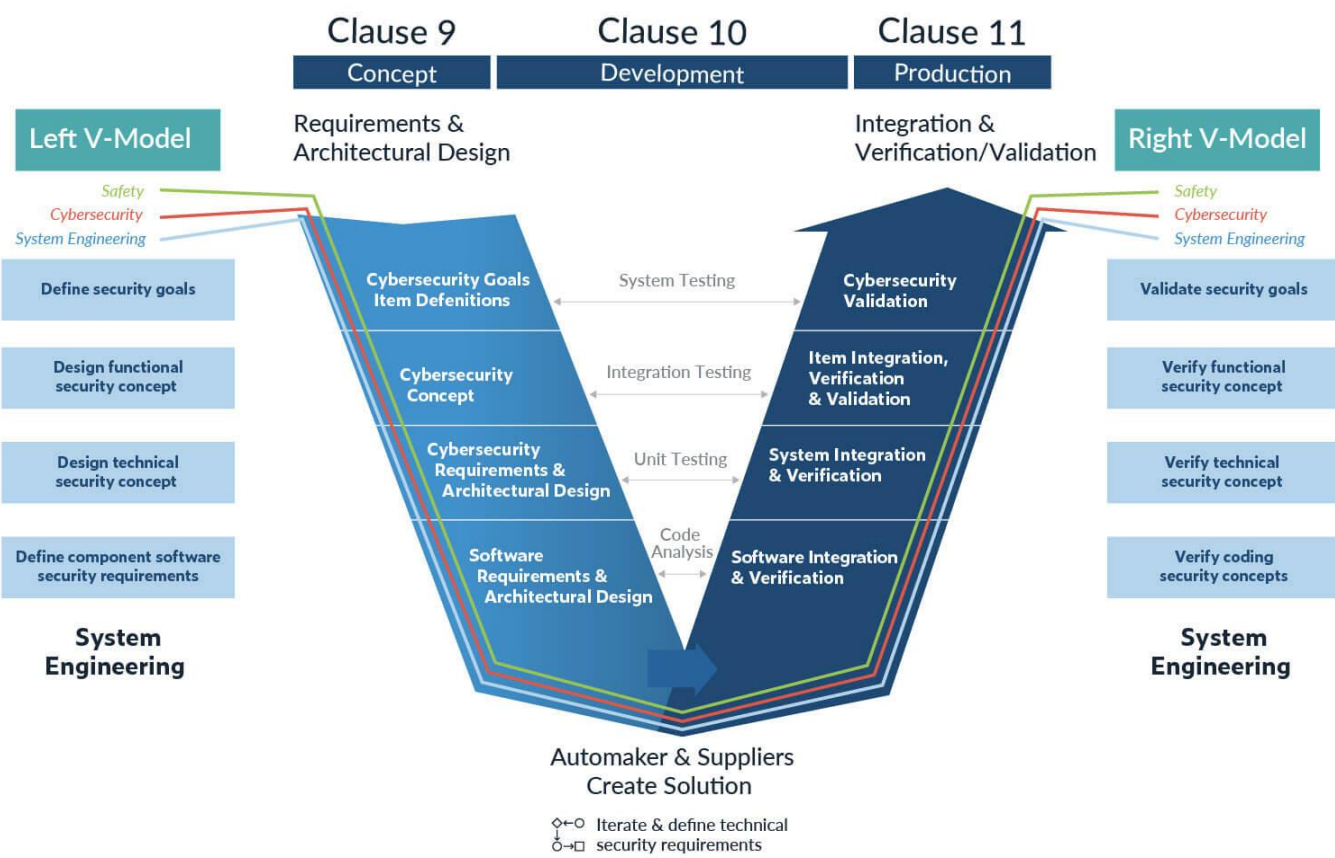 Clause 9
Clause 10
Clause 11
Concept
Development
Production
Left V-Model
Requirements &
Architectural Design
Integration &
Verification/Validation
Right V-Model
Safety
Cybersecurity
System Engineering
Safety
Cybersecurity
System Engineering
Define security goals
Cybersecurity Goals
Item Defenitions
System Testing
Cybersecurity
Validation
Validate security goals
Design functional
security concept
Cybersecurity
Concept
Integration Testing
Item Integration,
Verification
& Validation
Verify functional
security concept
Design technical
security concept
Cybersecurity
Requirements &
Architectural Design
Unit Testing
System Integration
& Verification
Verify technical
security concept
Define component software
security requirements
Software
Requirements &
Architectural Design
Code
Analysis
Software Integration
& Verification
Verify coding
security concepts
System
Engineering
System
Engineering
Automaker & Suppliers
Create Solution
Iterate & define technical
security requirements